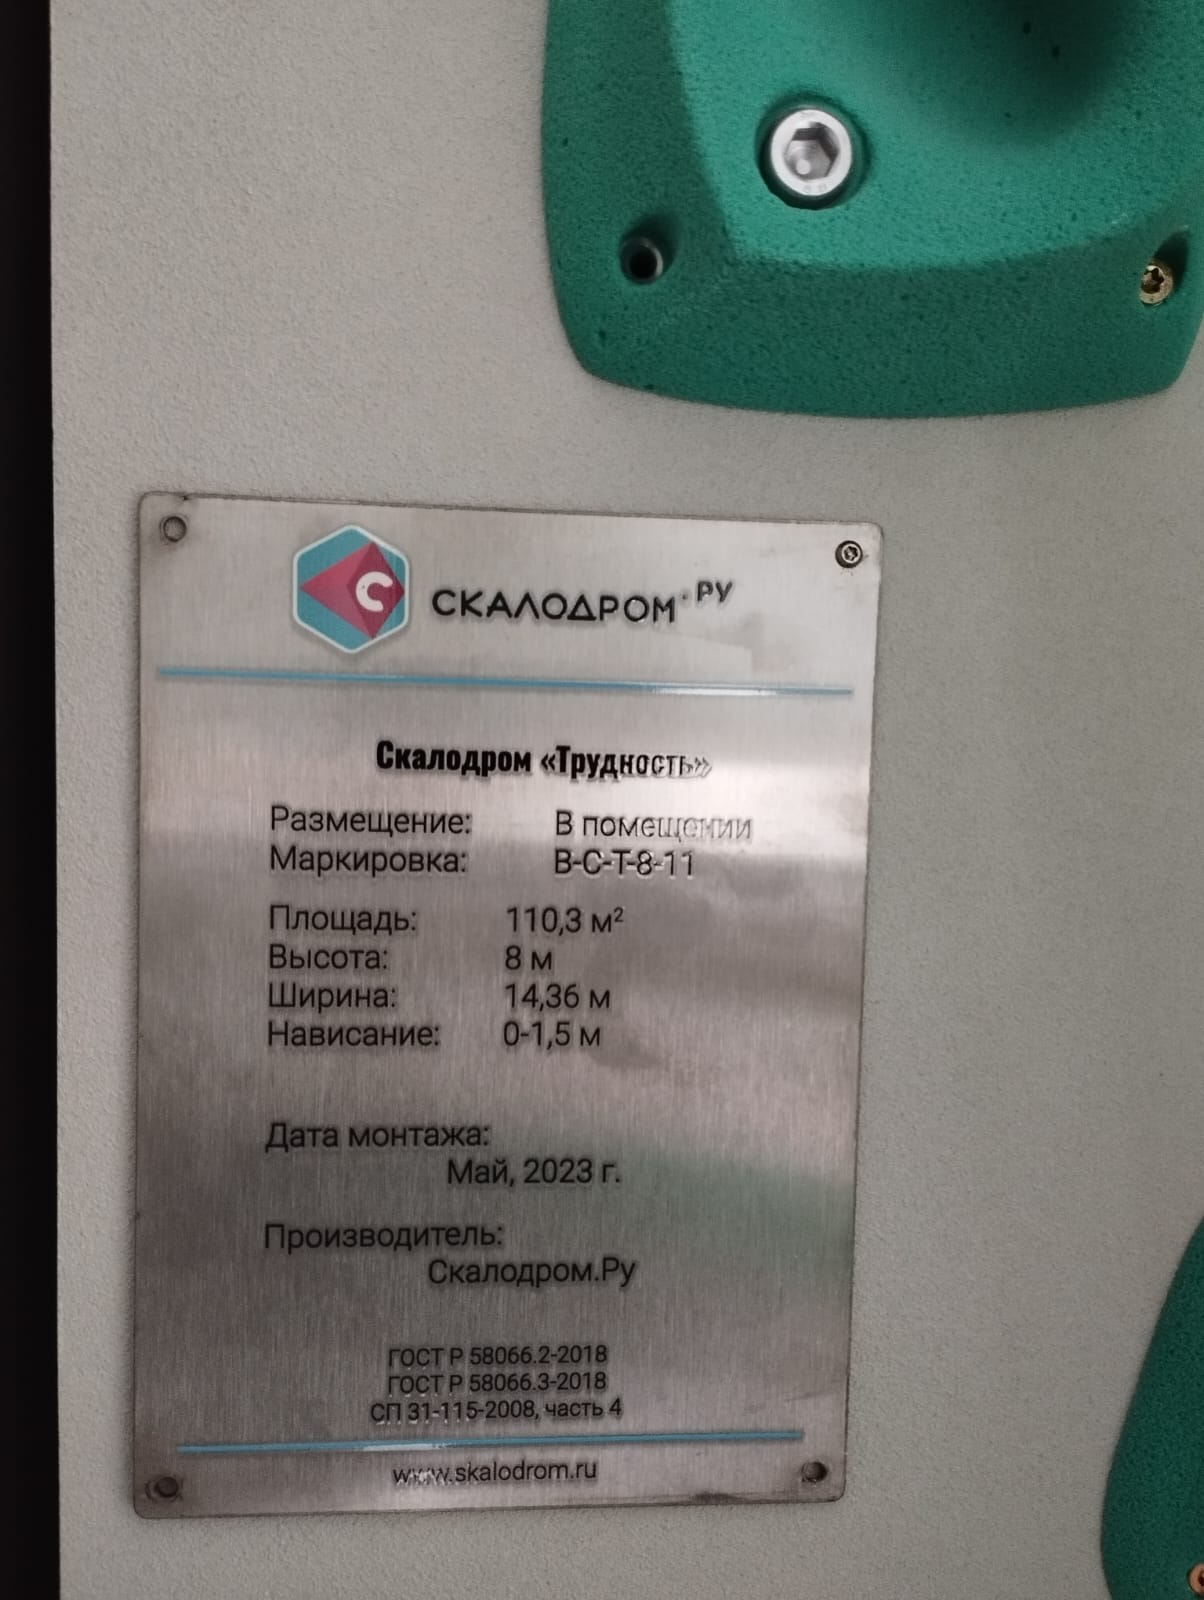 С СКАЛОДРОМ·РУ
Скалодром «Трудность»
Размещение: В помещении
Маркировка: В-С-Т-8-11
Площадь: 110,3 м²
Высота: 8 м
Ширина: 14,36 м
Нависание: 0-1,5 м
Дата монтажа:
Май, 2023 г.
Производитель:
Скалодром.Ру
ГОСТ Р 58066.2-2018
ГОСТ Р 58066.3-2018
СП 31-115-2008, часть 4
www.skalodrom.ru